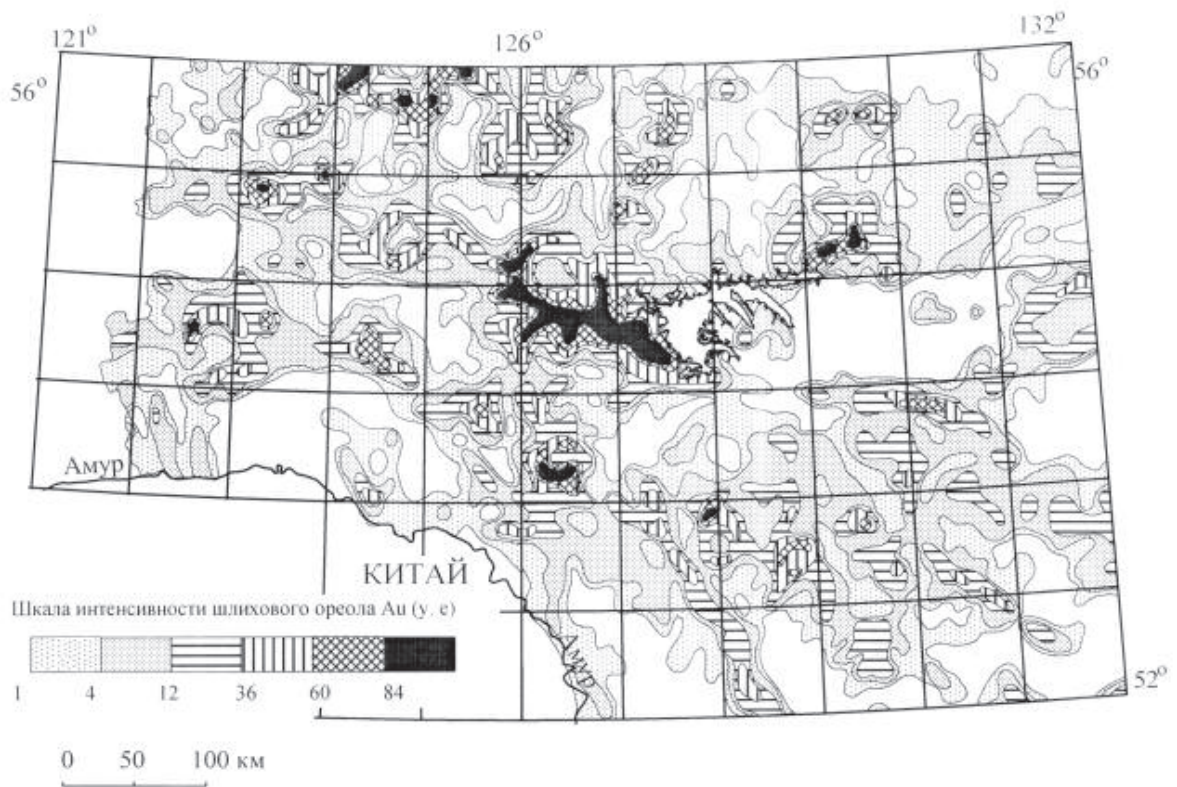 121° 126° 132°
56° 56°
Амур
КИТАЙ
Шкала интенсивности шлихового ореола Au (у. е)
Амур
1 4 12 36 60 84
52°
0 50 100 км